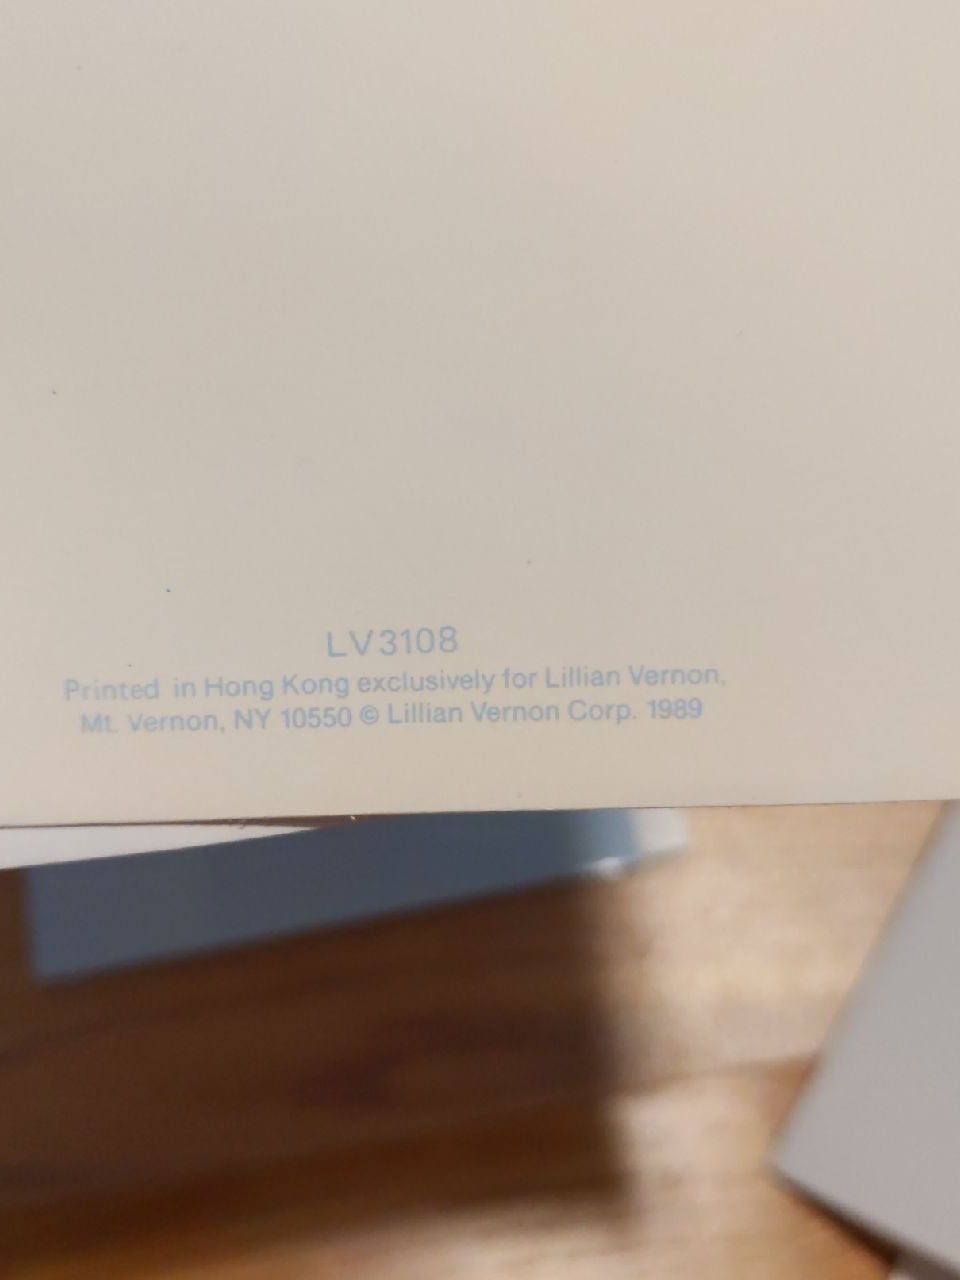 LV3108
Printed in Hong Kong exclusively for Lillian Vernon,
Mt. Vernon, NY 10550 © Lillian Vernon Corp. 1989